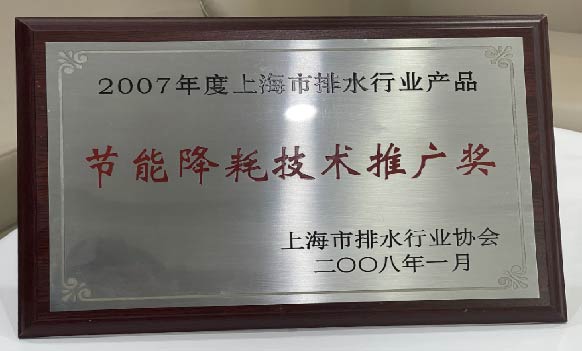 2007年度上海市排水行业产品
节能降耗技术推广奖
上海市排水行业协会
二〇〇八年一月